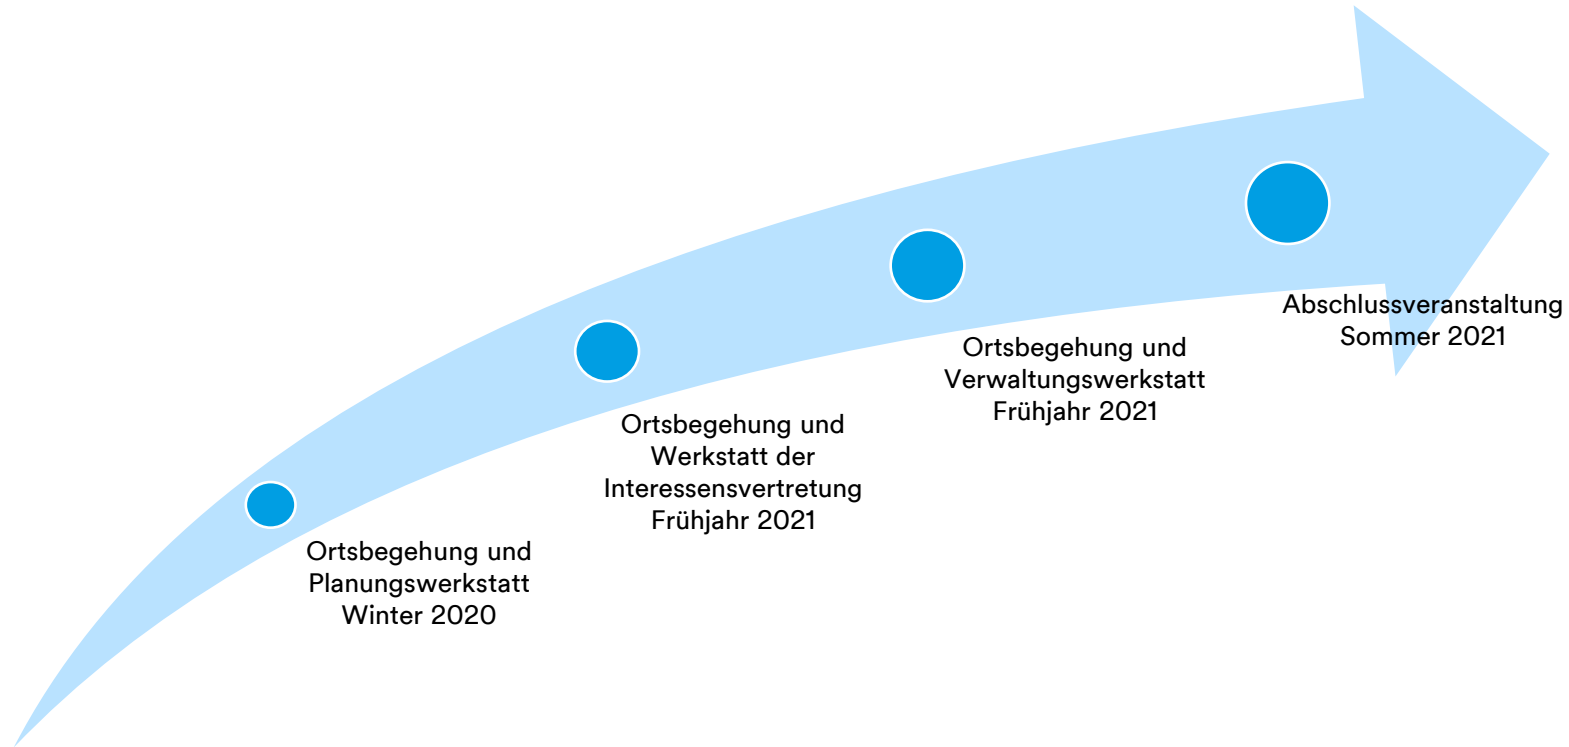 Ortsbegehung und
Planungswerkstatt
Winter 2020
Ortsbegehung und
Werkstatt der
Interessensvertretung
Frühjahr 2021
Ortsbegehung und
Verwaltungswerkstatt
Frühjahr 2021
Abschlussveranstaltung
Sommer 2021